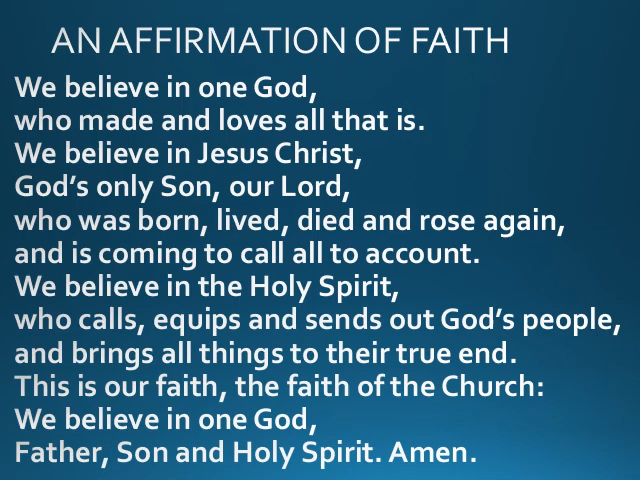 AN AFFIRMATION OF FAITH
We believe in one God,
who made and loves all that is.
We believe in Jesus Christ,
God’s only Son, our Lord,
who was born, lived, died and rose again,
and is coming to call all to account.
We believe in the Holy Spirit,
who calls, equips and sends out God’s people,
and brings all things to their true end.
This is our faith, the faith of the Church:
We believe in one God,
Father, Son and Holy Spirit. Amen.